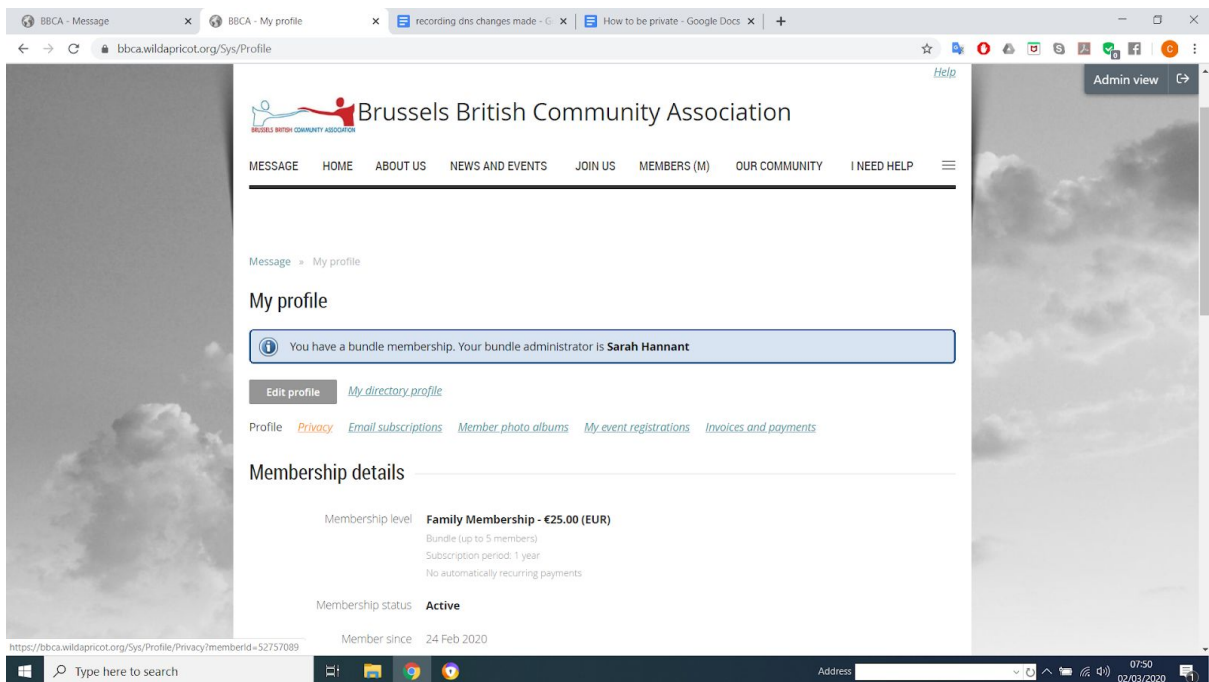 BBCA - Message
BBCA - My profile
recording dns changes made - G
How to be private - Google Docs
bbca.wildapricot.org/Sys/Profile
Help
Admin view
BRUSSELS BRITISH COMMUNITY ASSOCIATION
Brussels British Community Association
MESSAGE HOME ABOUT US NEWS AND EVENTS JOIN US MEMBERS (M) OUR COMMUNITY I NEED HELP
Message » My profile
My profile
You have a bundle membership. Your bundle administrator is Sarah Hannant
Edit profile My directory profile
Profile Privacy Email subscriptions Member photo albums My event registrations Invoices and payments
Membership details
Membership level Family Membership - €25.00 (EUR)
Bundle (up to 5 members)
Subscription period: 1 year
No automatically recurring payments
Membership status Active
Member since 24 Feb 2020
https://bbca.wildapricot.org/Sys/Profile/Privacy?memberId=52757089
Type here to search
Address
07:50
02/03/2020